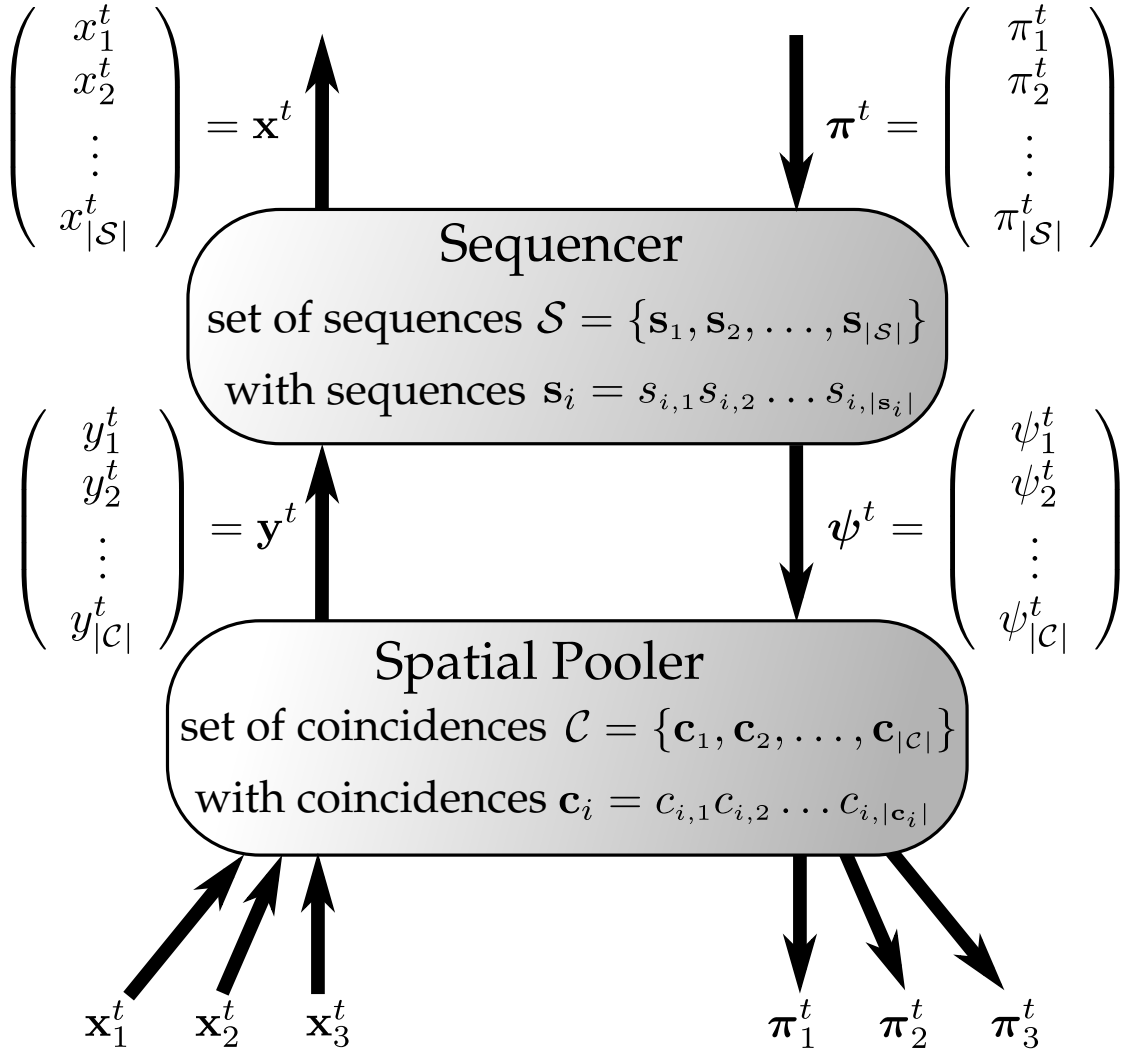 x_1^t
x_2^t
⋮
x_{|𝒮|}^t
= 𝐱^t
𝛑^t =
π_1^t
π_2^t
⋮
π_{|𝒮|}^t
Sequencer
set of sequences 𝒮 = {𝐬_1, 𝐬_2, . . . , 𝐬_{|𝒮|}}
with sequences 𝐬_i = s_{i,1}s_{i,2} . . . s_{i,|𝐬_i|}
y_1^t
y_2^t
⋮
y_{|𝒞|}^t
= 𝐲^t
𝛙^t =
ψ_1^t
ψ_2^t
⋮
ψ_{|𝒞|}^t
Spatial Pooler
set of coincidences 𝒞 = {𝐜_1, 𝐜_2, . . . , 𝐜_{|𝒞|}}
with coincidences 𝐜_i = c_{i,1}c_{i,2} . . . c_{i,|𝐜_i|}
𝐱_1^t 𝐱_2^t 𝐱_3^t 𝛑_1^t 𝛑_2^t 𝛑_3^t